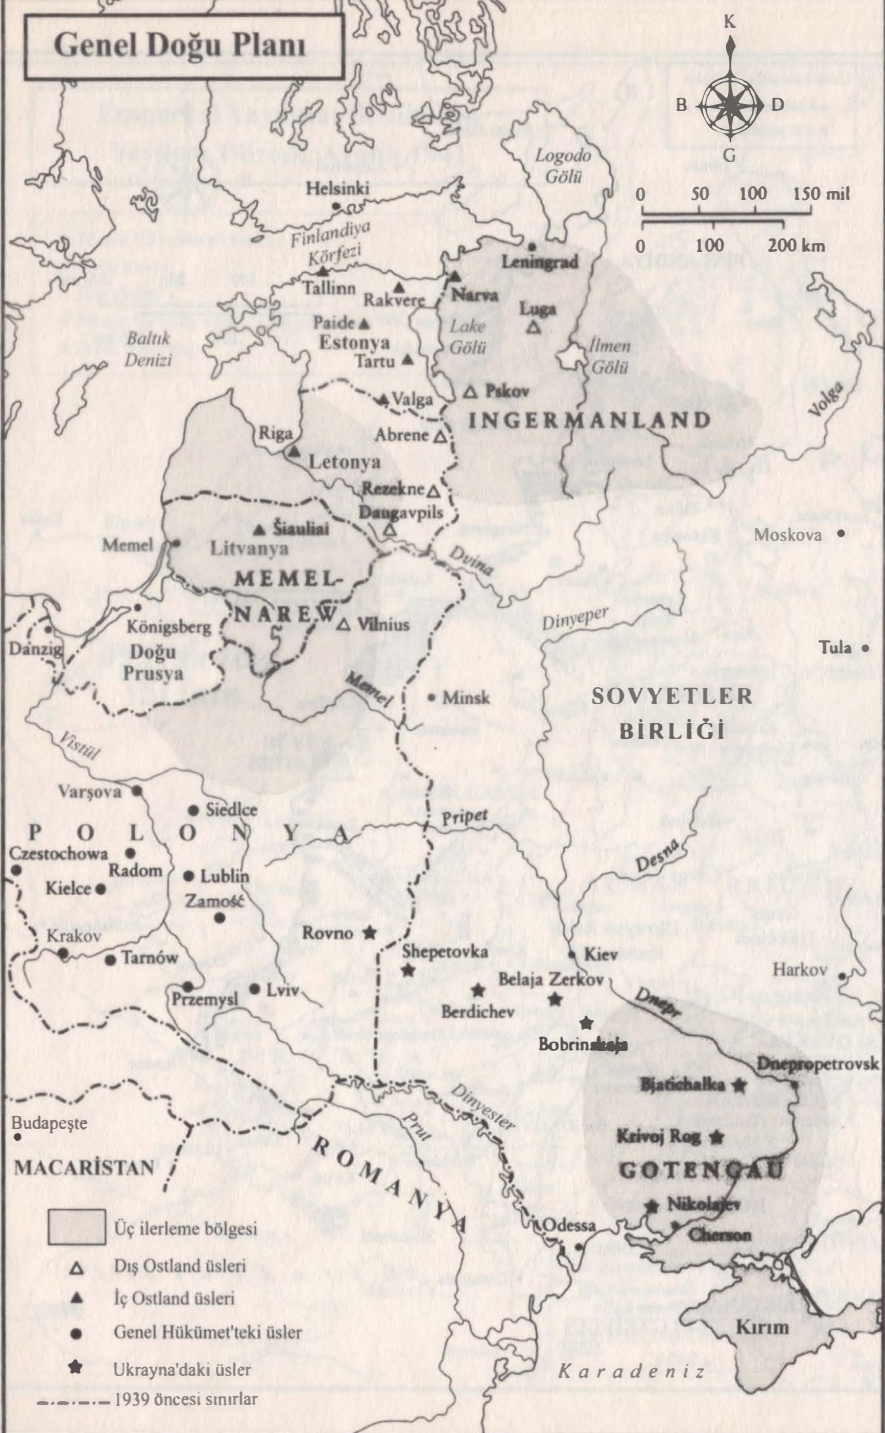 Genel Doğu Planı
K
B
D
G
0 50 100 150 mil
0 100 200 km
Logodo
Gölü
Helsinki
Finlandiya
Körfezi
Leningrad
Tallinn
Rakvere
Narva
Luga
Paide
Estonya
Lake
Gölü
İlmen
Gölü
Baltık
Denizi
Tartu
Volga
Valga
Pskov
INGERMANLAND
Riga
Abrene
Letonya
Rezekne
Daugavpils
Šiauliai
Memel
Litvanya
Dvina
Moskova
MEMEL-
NAREW
Königsberg
Vilnius
Dinyeper
Danzig
Doğu
Prusya
Tula
Memel
Minsk
SOVYETLER
BİRLİĞİ
Vistül
Varşova
Siedlce
Pripet
POLONYA
Desna
Czestochowa
Radom
Kielce
Lublin
Zamość
Rovno
Krakov
Tarnów
Shepetovka
Kiev
Harkov
Przemysl
Lviv
Belaja Zerkov
Berdichev
Dnepr
Dnepropetrovsk
Dinyester
Budapeşte
Prut
Krivoj Rog
MACARİSTAN
ROMANYA
GOTENGAU
Nikolajev
Odessa
Cherson
Kırım
Karadeniz
Üç ilerleme bölgesi
Dış Ostland üsleri
İç Ostland üsleri
Genel Hükümet'teki üsler
Ukrayna'daki üsler
1939 öncesi sınırlar